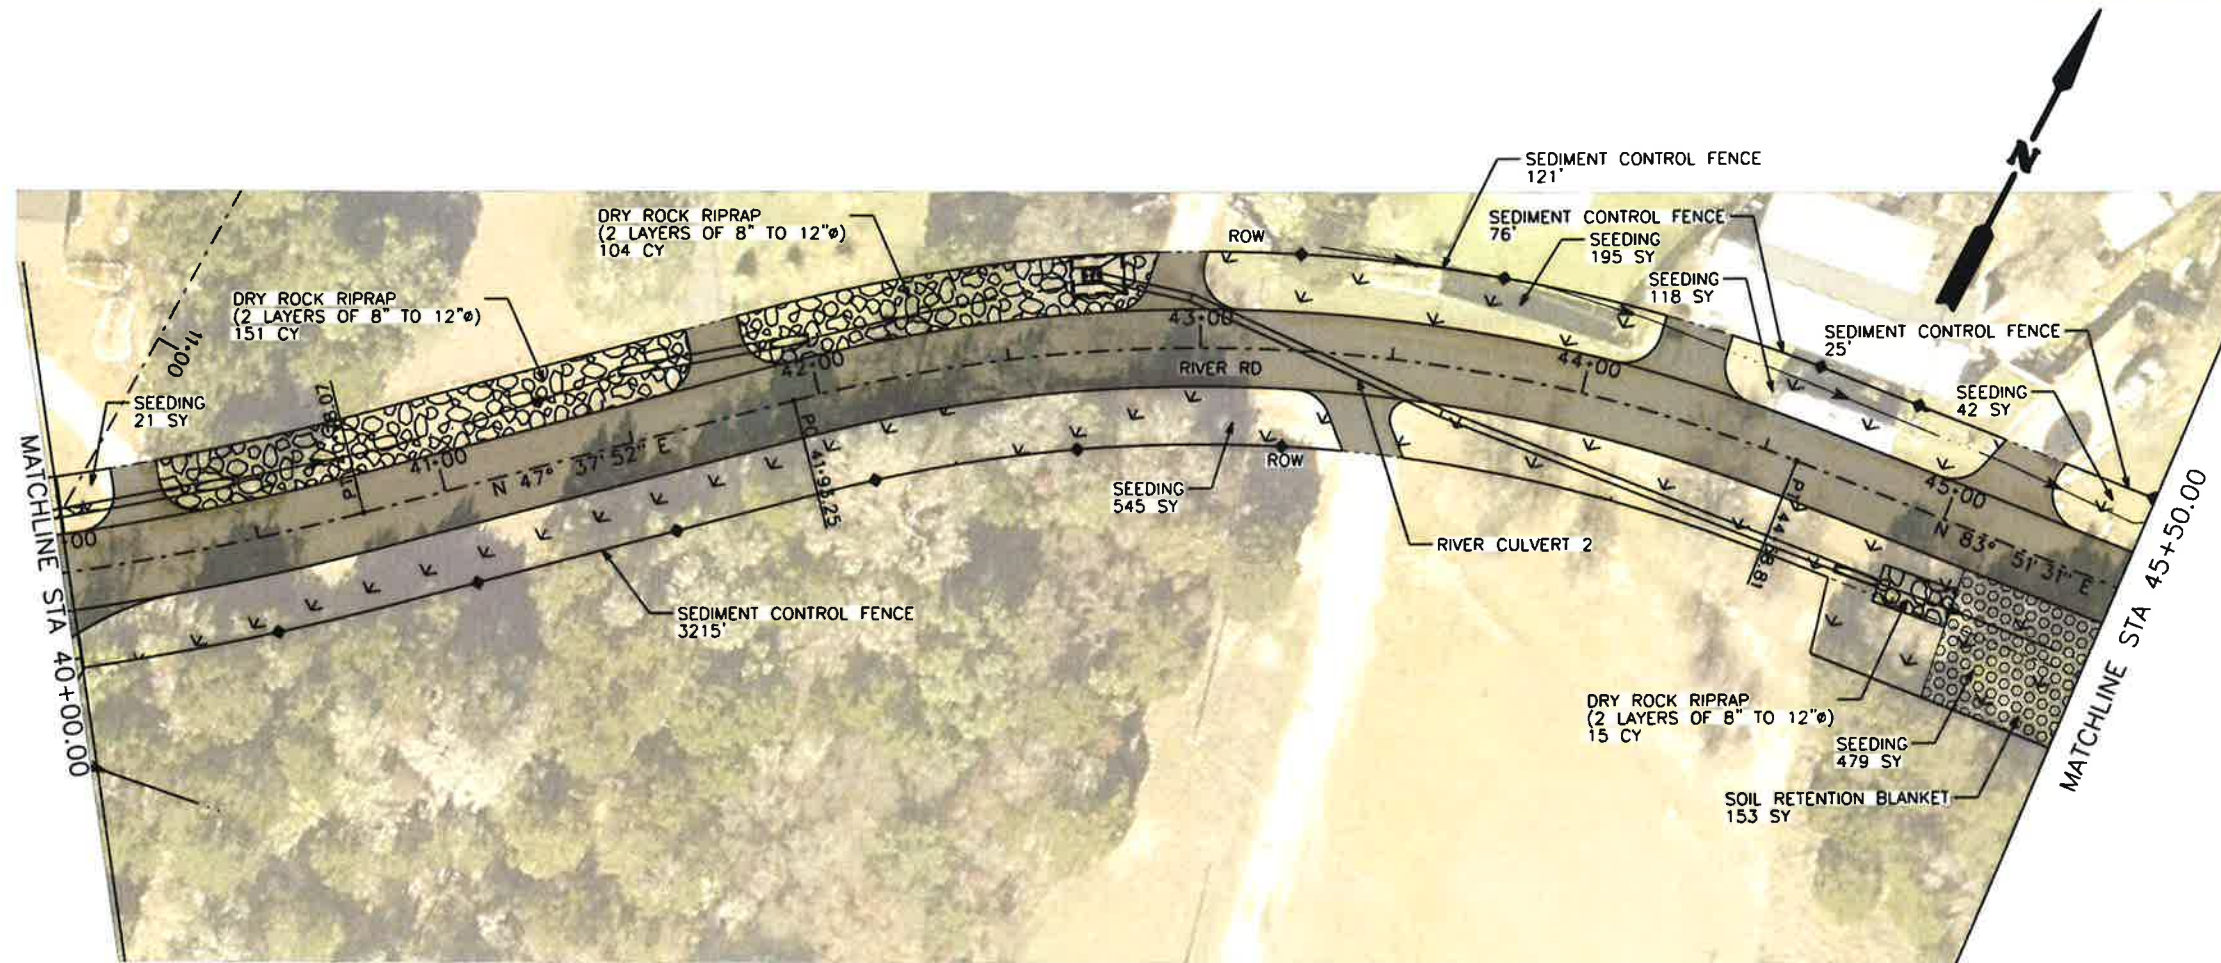 N
SEDIMENT CONTROL FENCE
121'
SEDIMENT CONTROL FENCE
76'
SEEDING
195 SY
SEEDING
118 SY
SEDIMENT CONTROL FENCE
25'
SEEDING
42 SY
DRY ROCK RIPRAP
(2 LAYERS OF 8" TO 12"ø)
104 CY
ROW
DRY ROCK RIPRAP
(2 LAYERS OF 8" TO 12"ø)
151 CY
11+00
SEEDING
21 SY
MATCHLINE STA 40+00.00
41+00
N 47° 37' 52" E
42+00
PC 41+93.25
43+00
RIVER RD
44+00
45+00
N 83° 51' 31" E
MATCHLINE STA 45+50.00
ROW
SEEDING
545 SY
RIVER CULVERT 2
SEDIMENT CONTROL FENCE
3215'
DRY ROCK RIPRAP
(2 LAYERS OF 8" TO 12"ø)
15 CY
SEEDING
479 SY
SOIL RETENTION BLANKET
153 SY